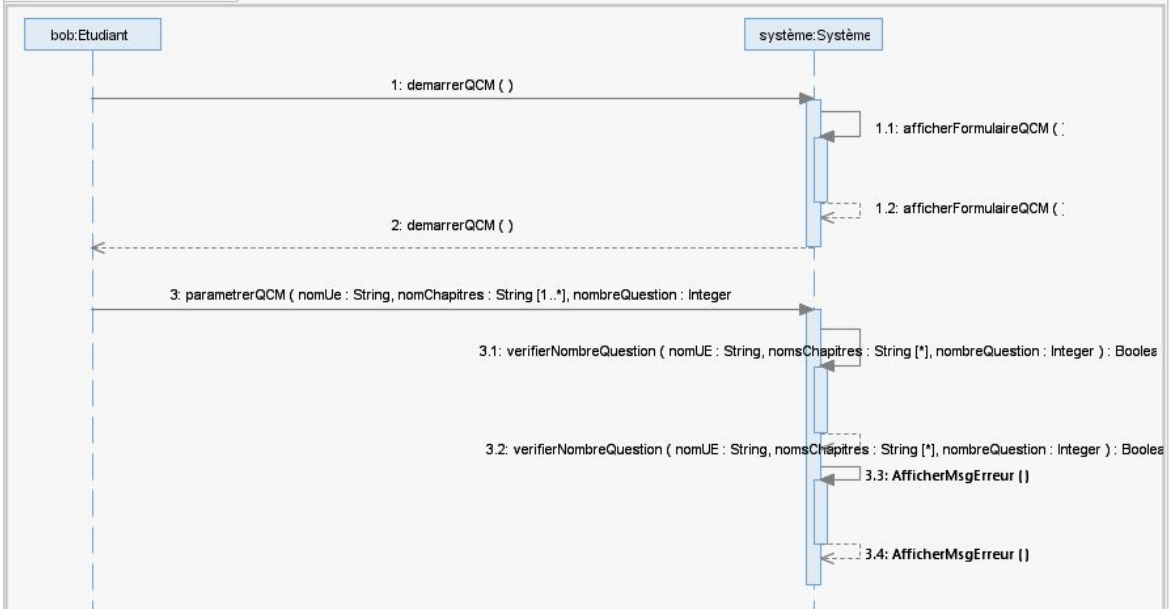 bob:Etudiant
système:Système
1: demarrerQCM ( )
1.1: afficherFormulaireQCM (
1.2: afficherFormulaireQCM (
2: demarrerQCM ( )
3: parametrerQCM ( nomUe : String, nomChapitres : String [1..*], nombreQuestion : Integer
3.1: verifierNombreQuestion ( nomUE : String, nomsChapitres : String [*], nombreQuestion : Integer ) : Boolea
3.2: verifierNombreQuestion ( nomUE : String, nomsChapitres : String [*], nombreQuestion : Integer ) : Boolea
3.3: AfficherMsgErreur ()
3.4: AfficherMsgErreur ()